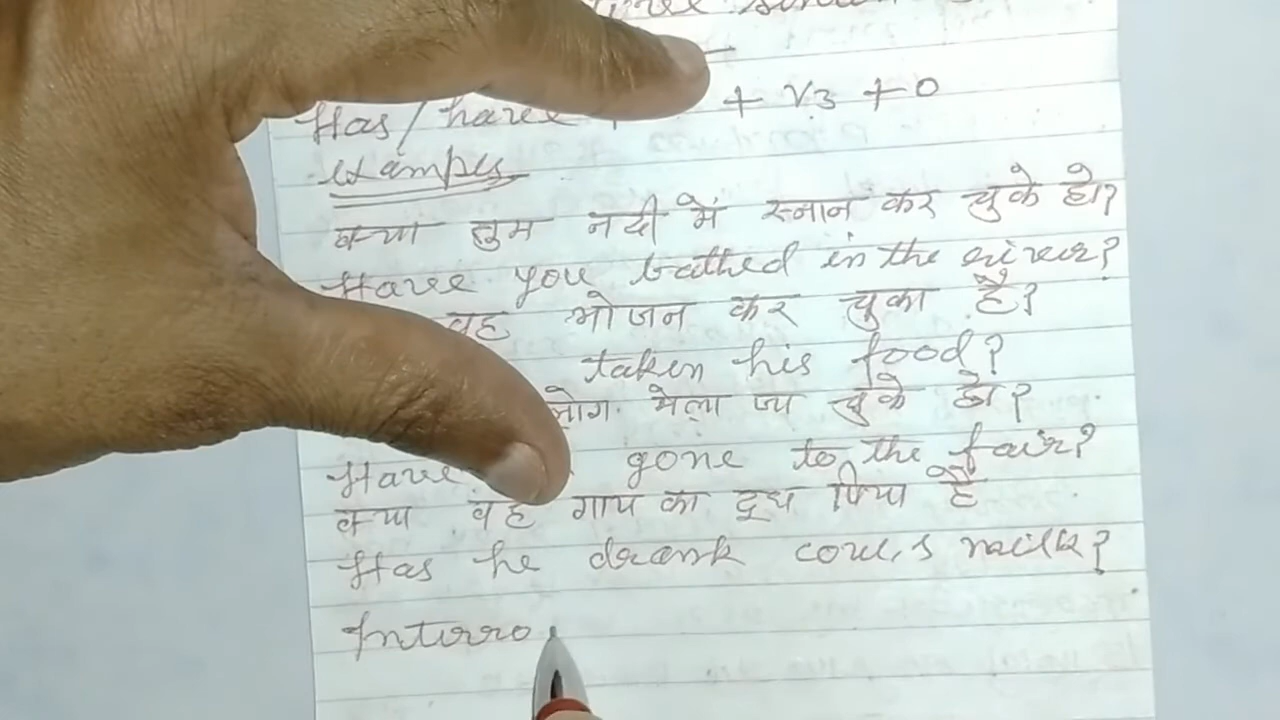 Has/have + V3 + O
Exampes
क्या तुम नदी में स्नान कर चुके हो?
Have you bathed in the river?
वह भोजन कर चुका है?
taken his food?
लोग मेला जा चुके हो?
Have gone to the fair?
क्या वह गाय का दूध पिया है
Has he drank cow,s milk?
Interro